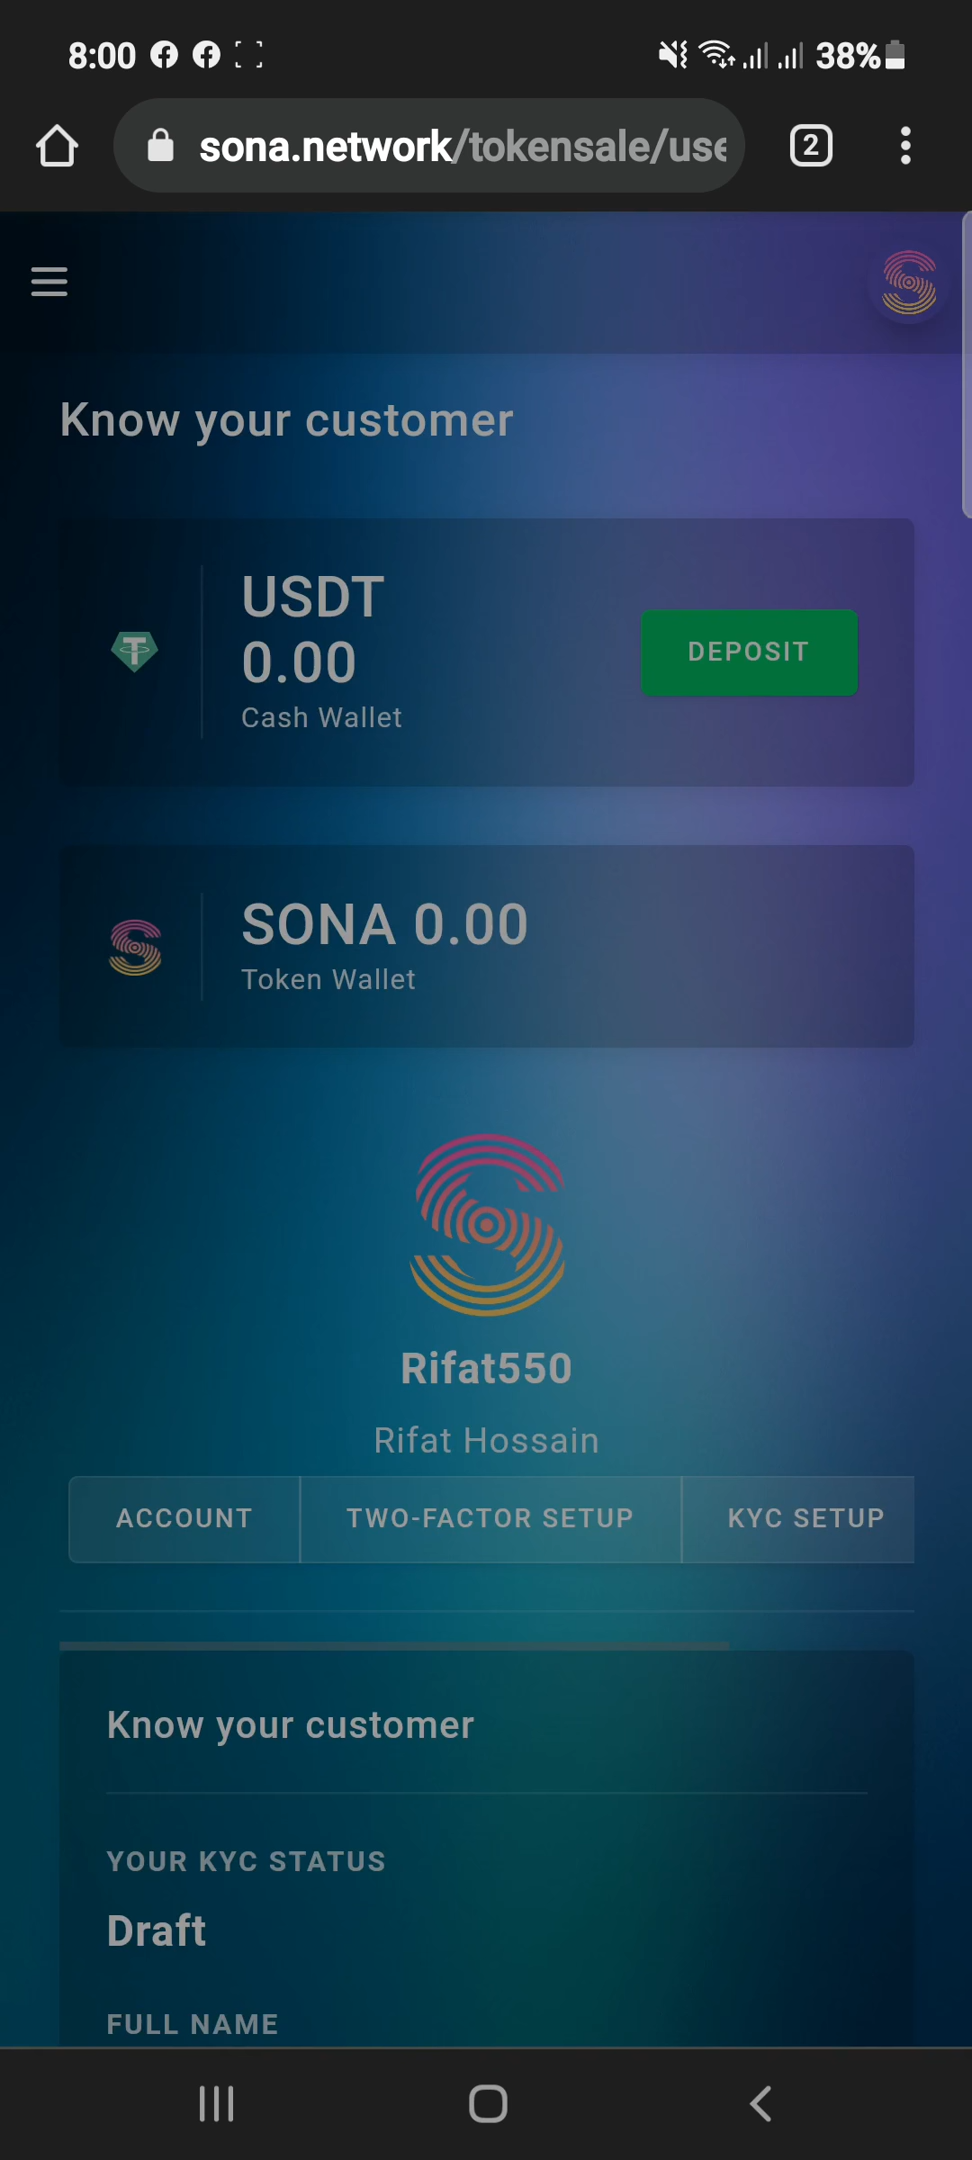 8:00
38%
sona.network/tokensale/use
2
Know your customer
USDT
0.00
Cash Wallet
DEPOSIT
SONA 0.00
Token Wallet
Rifat550
Rifat Hossain
ACCOUNT
TWO-FACTOR SETUP
KYC SETUP
Know your customer
YOUR KYC STATUS
Draft
FULL NAME